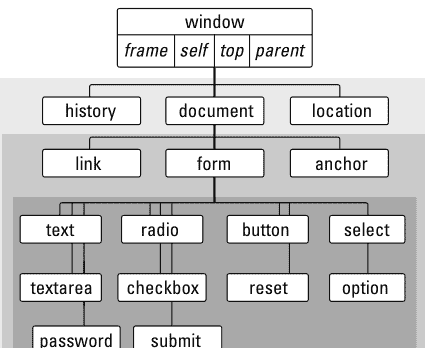 window
frame self top parent
history document location
link form anchor
text radio button select
textarea checkbox reset option
password submit